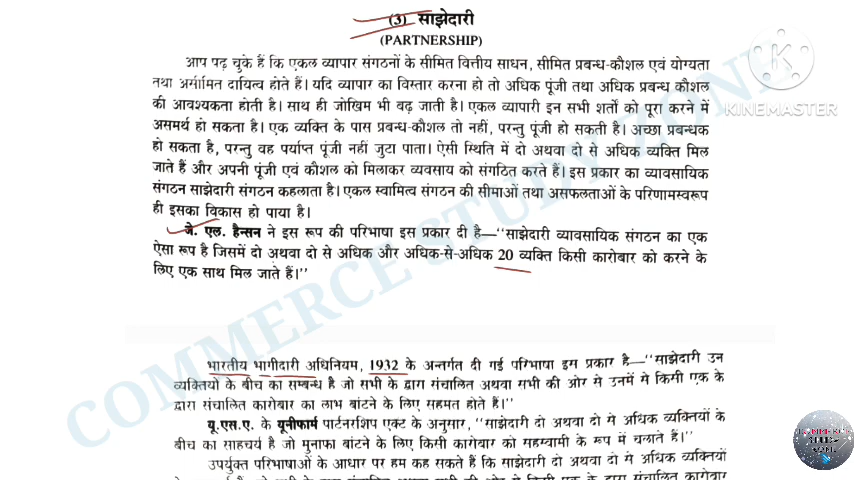 (3) साझेदारी
(PARTNERSHIP)
आप पढ़ चुके हैं कि एकल व्यापार संगठनों के सीमित वित्तीय साधन, सीमित प्रबन्ध-कौशल एवं योग्यता
तथा असीमित दायित्व होते हैं। यदि व्यापार का विस्तार करना हो तो अधिक पूंजी तथा अधिक प्रबन्ध कौशल
की आवश्यकता होती है। साथ ही जोखिम भी बढ़ जाती है। एकल व्यापारी इन सभी शर्तों को पूरा करने में
असमर्थ हो सकता है। एक व्यक्ति के पास प्रबन्ध-कौशल तो नहीं, परन्तु पूंजी हो सकती है। अच्छा प्रबन्धक
हो सकता है, परन्तु वह पर्याप्त पूंजी नहीं जुटा पाता। ऐसी स्थिति में दो अथवा दो से अधिक व्यक्ति मिल
जाते हैं और अपनी पूंजी एवं कौशल को मिलाकर व्यवसाय को संगठित करते हैं। इस प्रकार का व्यावसायिक
संगठन साझेदारी संगठन कहलाता है। एकल स्वामित्व संगठन की सीमाओं तथा असफलताओं के परिणामस्वरूप
ही इसका विकास हो पाया है।
जे. एल. हैन्सन ने इस रूप की परिभाषा इस प्रकार दी है—"साझेदारी व्यावसायिक संगठन का एक
ऐसा रूप है जिसमें दो अथवा दो से अधिक और अधिक-से-अधिक 20 व्यक्ति किसी कारोबार को करने के
लिए एक साथ मिल जाते हैं।"
भारतीय भागीदारी अधिनियम, 1932 के अन्तर्गत दी गई परिभाषा इस प्रकार है—"साझेदारी उन
व्यक्तियों के बीच का सम्बन्ध है जो सभी के द्वारा संचालित अथवा सभी की ओर से उनमें से किसी एक के
द्वारा संचालित कारोबार का लाभ बांटने के लिए सहमत होते हैं।"
यू.एस.ए. के यूनीफार्म पार्टनरशिप एक्ट के अनुसार, "साझेदारी दो अथवा दो से अधिक व्यक्तियों के
बीच का साहचर्य है जो मुनाफा बांटने के लिए किसी कारोबार को सहस्वामी के रूप में चलाते हैं।"
उपर्युक्त परिभाषाओं के आधार पर हम कह सकते हैं कि साझेदारी दो अथवा दो से अधिक व्यक्तियों
COMMERCE STUDY ZONE
KINEMASTER